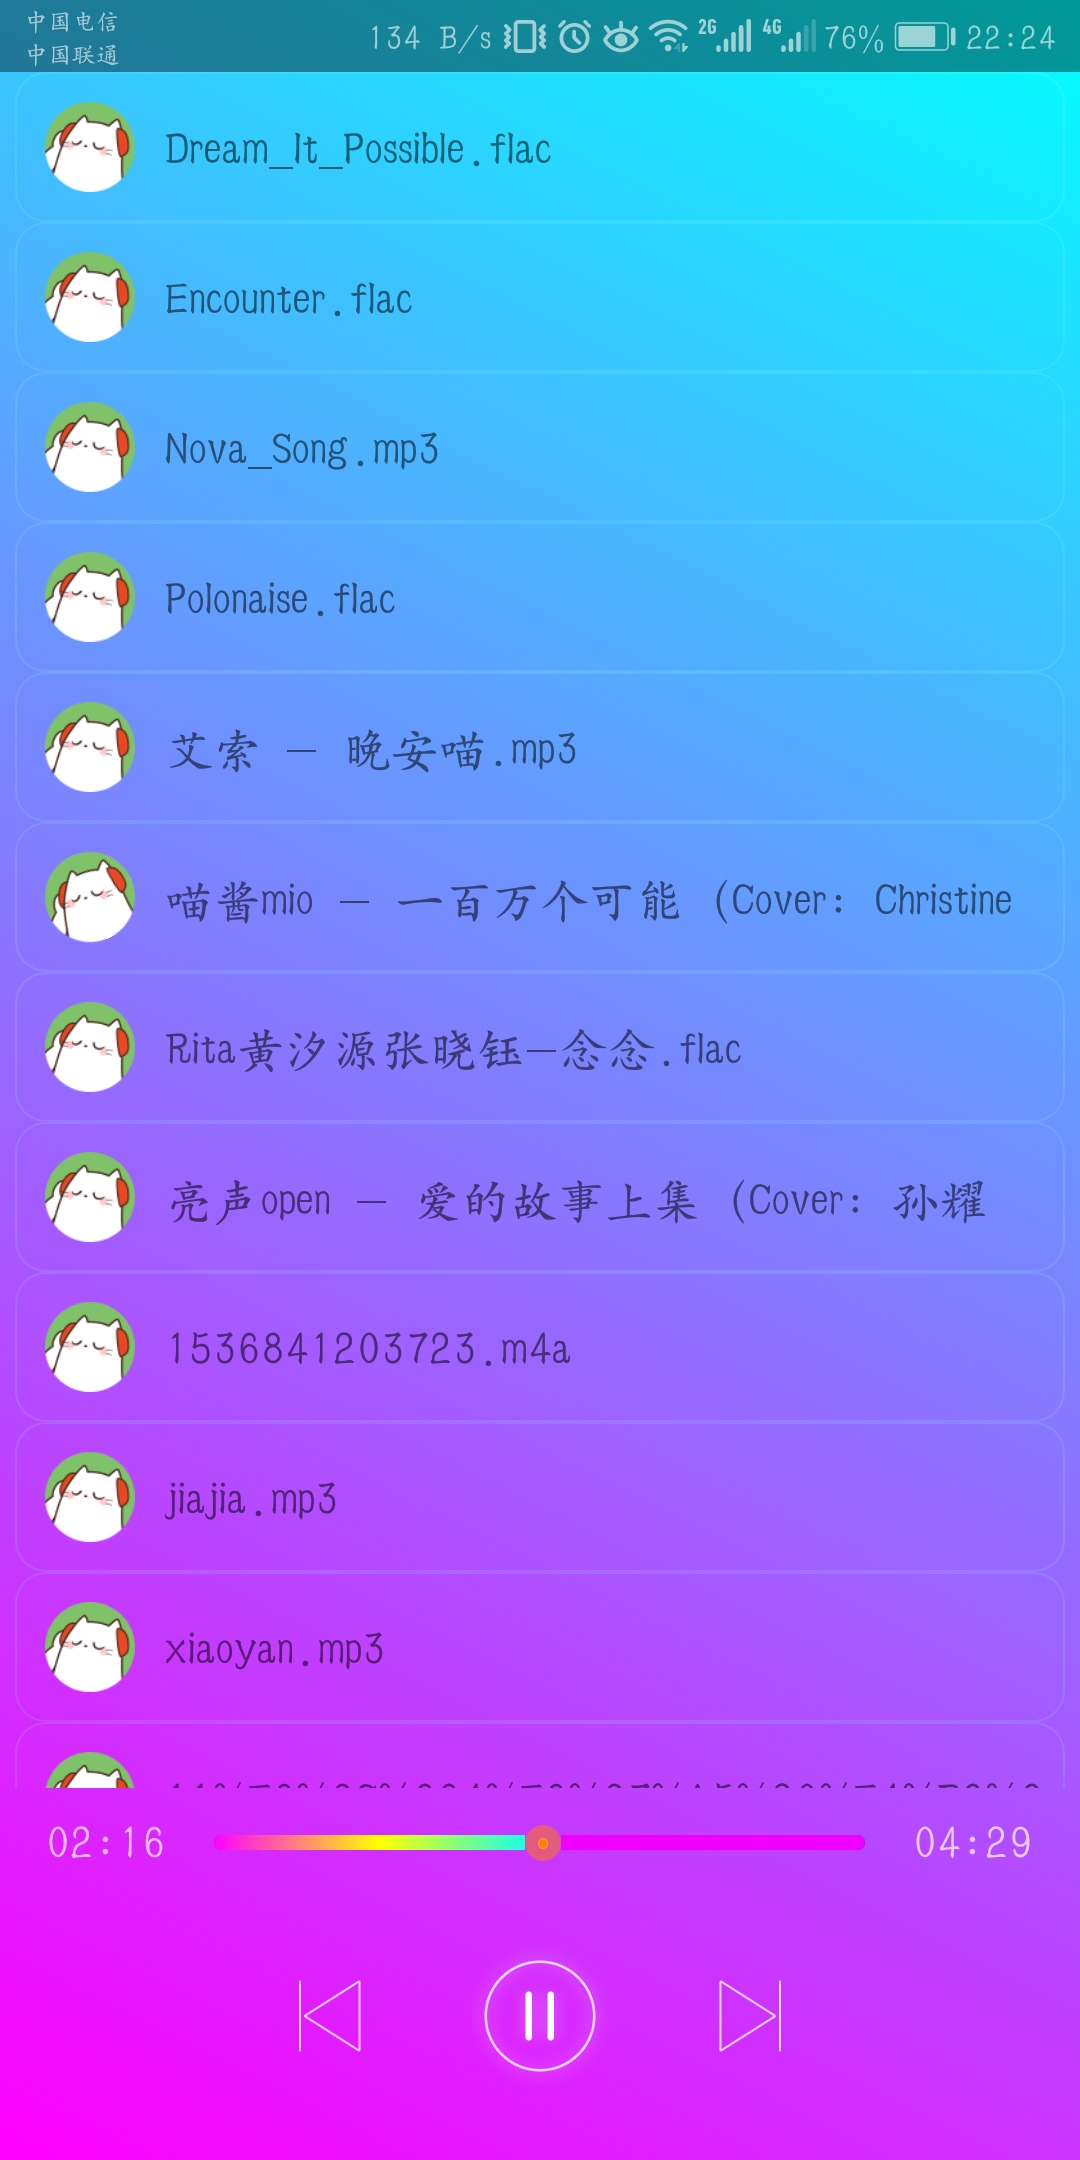 中国电信
中国联通
134 B/s 2G 4G 76% 22:24
Dream_It_Possible.flac
Encounter.flac
Nova_Song.mp3
Polonaise.flac
艾索 - 晚安喵.mp3
喵酱mio - 一百万个可能 (Cover: Christine
Rita黄汐源张晓钰-念念.flac
亮声open - 爱的故事上集 (Cover: 孙耀
1536841203723.m4a
jiajia.mp3
xiaoyan.mp3
02:16 04:29